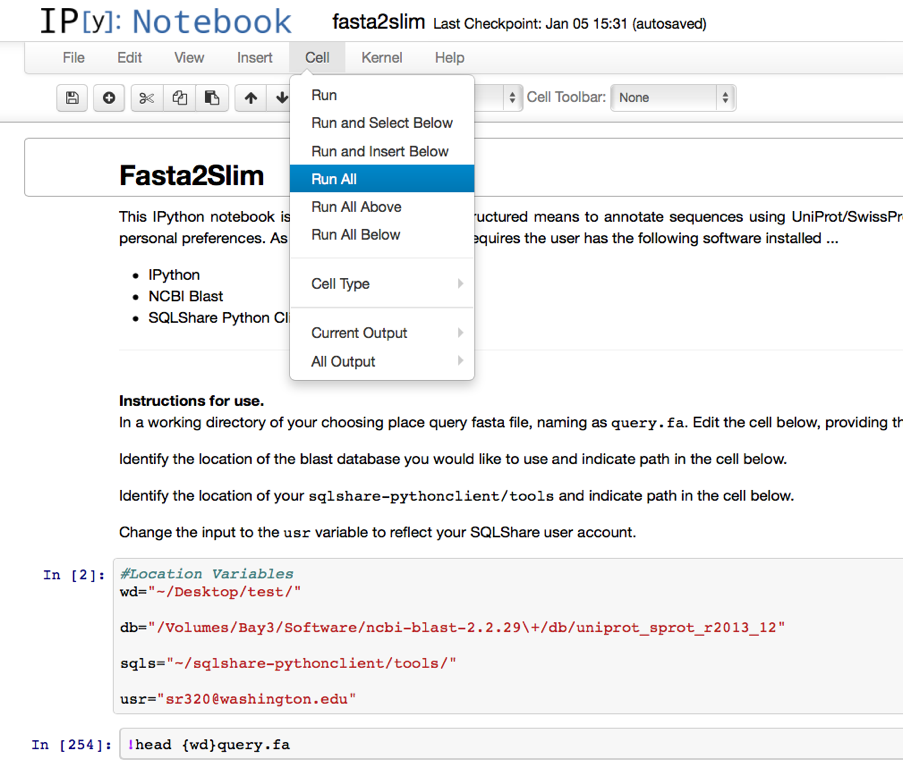 IP[y]: Notebook fasta2slim Last Checkpoint: Jan 05 15:31 (autosaved)
File Edit View Insert Cell Kernel Help
Cell Toolbar: None
Run
Run and Select Below
Run and Insert Below
Run All
Run All Above
Run All Below
Cell Type
Current Output
All Output
Fasta2Slim
This IPython notebook is ructured means to annotate sequences using UniProt/SwissPr
personal preferences. As equires the user has the following software installed ...
IPython
NCBI Blast
SQLShare Python Cl
Instructions for use.
In a working directory of your choosing place query fasta file, naming as query.fa. Edit the cell below, providing th
Identify the location of the blast database you would like to use and indicate path in the cell below.
Identify the location of your sqlshare-pythonclient/tools and indicate path in the cell below.
Change the input to the usr variable to reflect your SQLShare user account.
In [2]: #Location Variables
wd="~/Desktop/test/"
db="/Volumes/Bay3/Software/ncbi-blast-2.2.29\+/db/uniprot_sprot_r2013_12"
sqls="~/sqlshare-pythonclient/tools/"
usr="sr320@washington.edu"
In [254]: !head {wd}query.fa